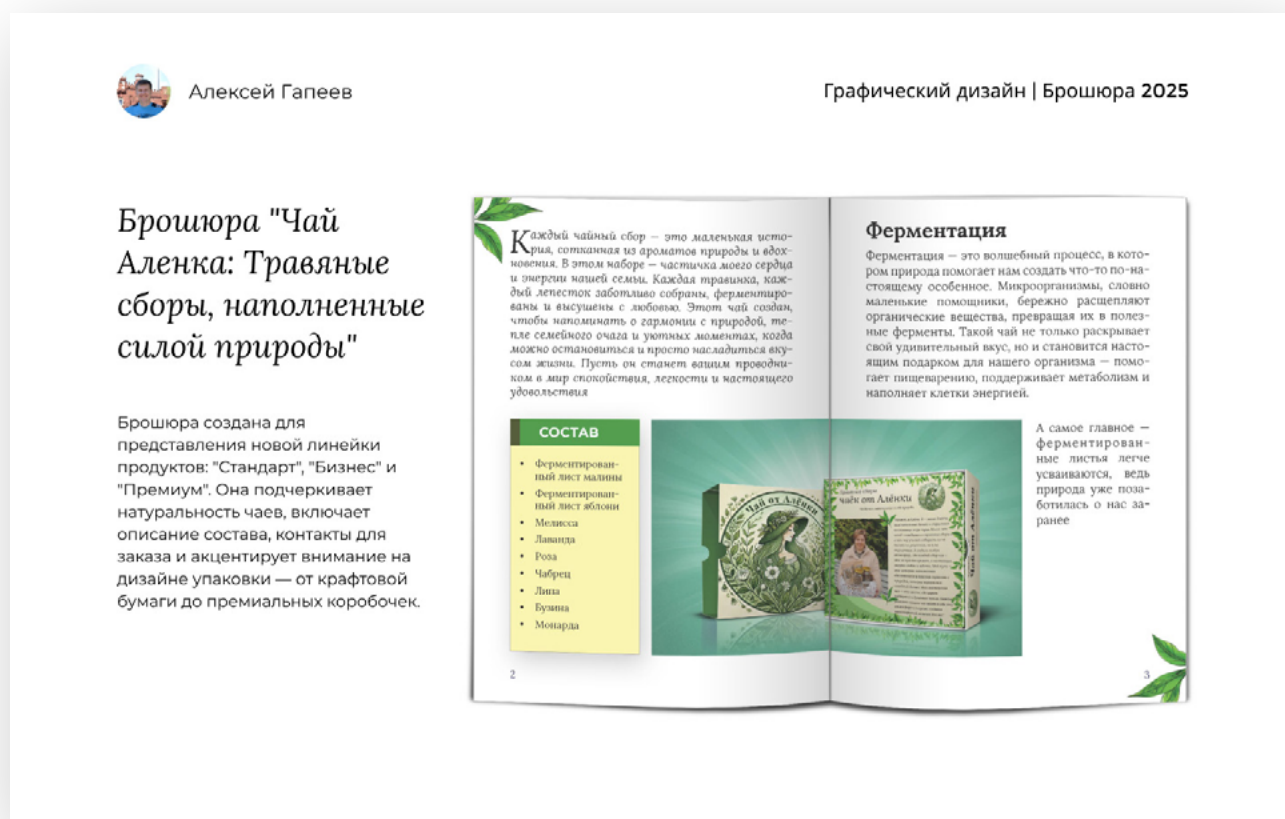 Алексей Гапеев
Графический дизайн | Брошюра 2025
Брошюра "Чай
Аленка: Травяные
сборы, наполненные
силой природы"
Брошюра создана для
представления новой линейки
продуктов: "Стандарт", "Бизнес" и
"Премиум". Она подчеркивает
натуральность чаев, включает
описание состава, контакты для
заказа и акцентирует внимание на
дизайне упаковки — от крафтовой
бумаги до премиальных коробочек.
Каждый чайный сбор — это маленькая исто-
рия, сотканная из ароматов природы и вдох-
новения. В этом наборе — частичка моего сердца
и энергии нашей семьи. Каждая травинка, каж-
дый лепесток заботливо собраны, ферментиро-
ваны и высушены с любовью. Этот чай создан,
чтобы напоминать о гармонии с природой, те-
пле семейного очага и уютных моментах, когда
можно остановиться и просто насладиться вку-
сом жизни. Пусть он станет вашим проводни-
ком в мир спокойствия, легкости и настоящего
удовольствия
СОСТАВ
• Ферментирован-
ный лист малины
• Ферментирован-
ный лист яблони
• Мелисса
• Лаванда
• Роза
• Чабрец
• Липа
• Бузина
• Монарда
2
Ферментация
Ферментация — это волшебный процесс, в кото-
ром природа помогает нам создать что-то по-на-
стоящему особенное. Микроорганизмы, словно
маленькие помощники, бережно расщепляют
органические вещества, превращая их в полез-
ные ферменты. Такой чай не только раскрывает
свой удивительный вкус, но и становится насто-
ящим подарком для нашего организма — помо-
гает пищеварению, поддерживает метаболизм и
наполняет клетки энергией.
Чай от Алёнки
чаёк от Алёнки
Чай от Алёнки
А самое главное —
ферментирован-
ные листья легче
усваиваются, ведь
природа уже поза-
ботилась о нас за-
ранее
3